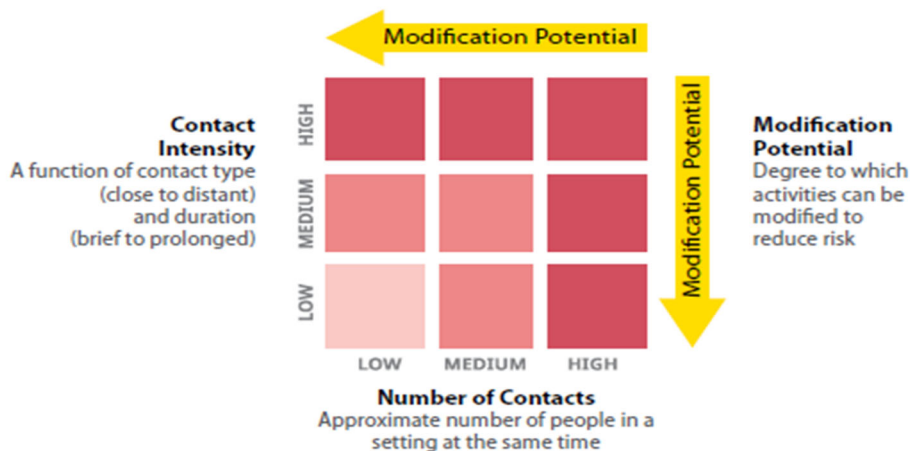 Modification Potential
Contact
Intensity
A function of contact type
(close to distant)
and duration
(brief to prolonged)
HIGH
MEDIUM
LOW
Modification Potential
Modification
Potential
Degree to which
activities can be
modified to
reduce risk
LOW MEDIUM HIGH
Number of Contacts
Approximate number of people in a
setting at the same time